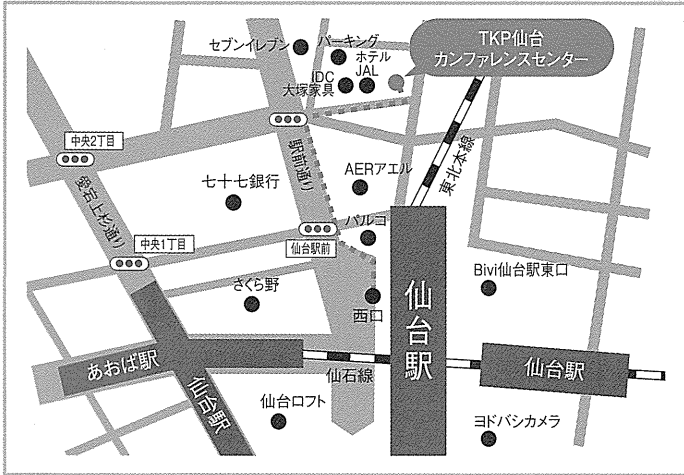 セブンイレブン
パーキング
ホテル
JAL
IDC
大塚家具
TKP仙台
カンファレンスセンター
中央2丁目
愛宕上杉通り
駅前通り
AERアエル
東北本線
七十七銀行
パルコ
中央1丁目
仙台駅前
さくら野
西口
仙台駅
Bivi仙台駅東口
あおば駅
仙台駅
仙石線
仙台駅
仙台ロフト
ヨドバシカメラ